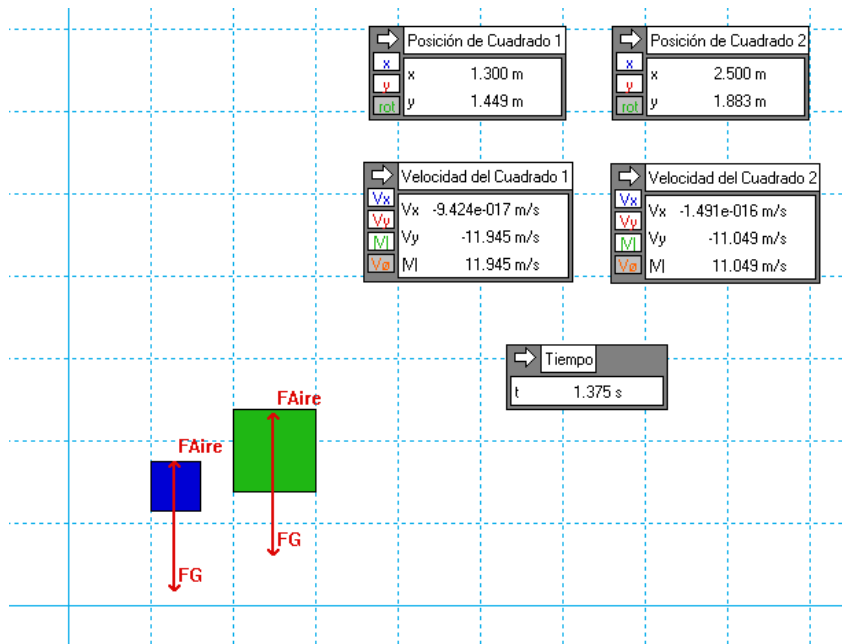 Posición de Cuadrado 1
x
x 1.300 m
y
rot
y 1.449 m
Posición de Cuadrado 2
x
x 2.500 m
y
rot
y 1.883 m
Velocidad del Cuadrado 1
Vx
Vx -9.424e-017 m/s
Vy
Vy -11.945 m/s
|V|
Vø
|V| 11.945 m/s
Velocidad del Cuadrado 2
Vx
Vx -1.491e-016 m/s
Vy
Vy -11.049 m/s
|V|
Vø
|V| 11.049 m/s
Tiempo
t 1.375 s
FAire
FAire
FG
FG